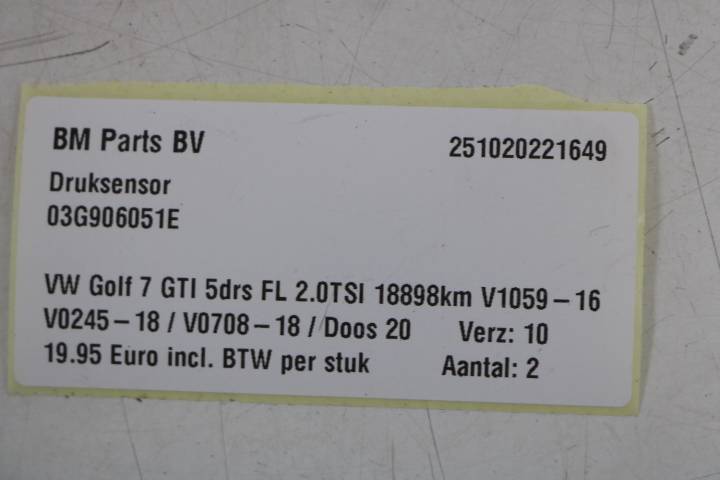 BM Parts BV 251020221649
Druksensor
03G906051E
VW Golf 7 GTI 5drs FL 2.0TSI 18898km V1059-16
V0245-18 / V0708-18 / Doos 20 Verz: 10
19.95 Euro incl. BTW per stuk Aantal: 2